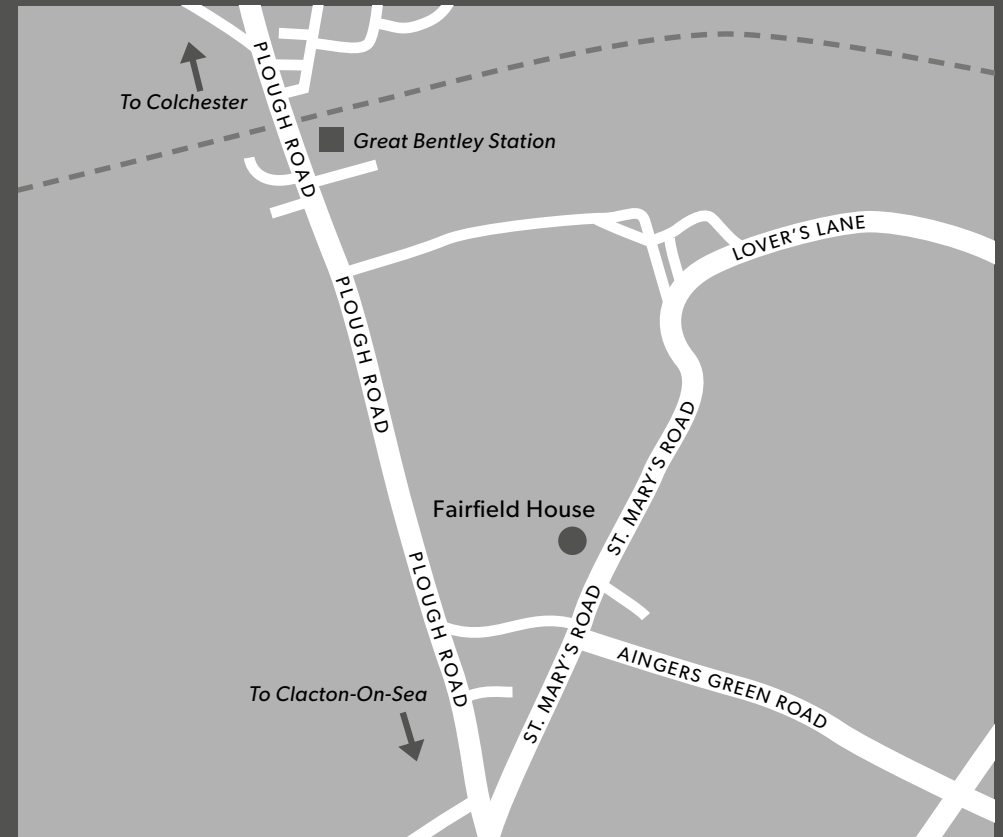 PLOUGH ROAD
To Colchester
Great Bentley Station
LOVER'S LANE
PLOUGH ROAD
ST. MARY'S ROAD
Fairfield House
PLOUGH ROAD
ST. MARY'S ROAD
AINGERS GREEN ROAD
To Clacton-On-Sea